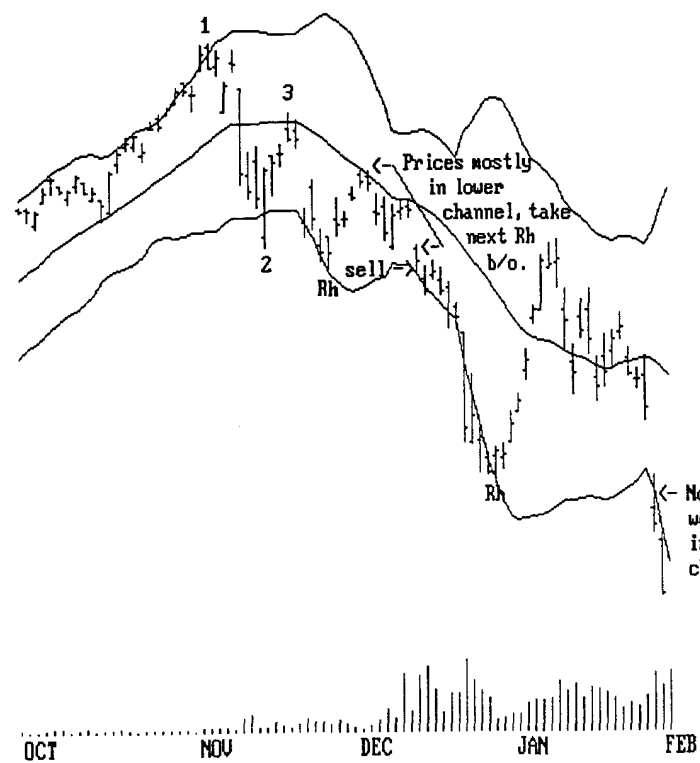 1
3
<- Prices mostly
in lower
channel, take
next Rh
b/o.
<-
2
sell=>
Rh
Rh
<-
OCT NOV DEC JAN FEB